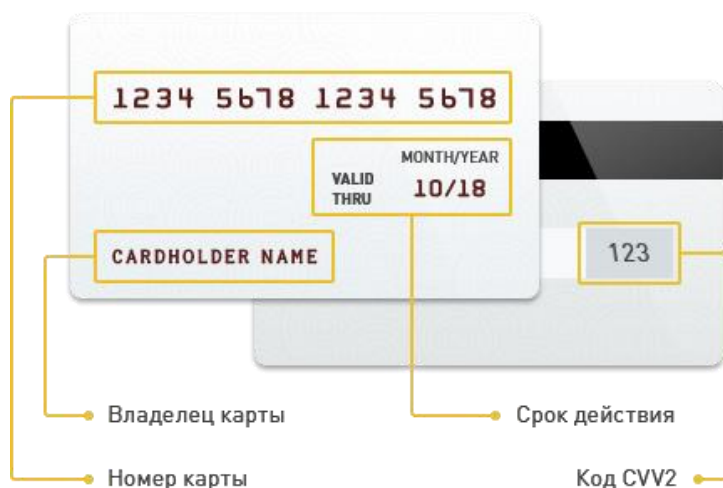 1234 5678 1234 5678
MONTH/YEAR
VALID
THRU
10/18
CARDHOLDER NAME
123
Владелец карты
Срок действия
Номер карты
Код CVV2